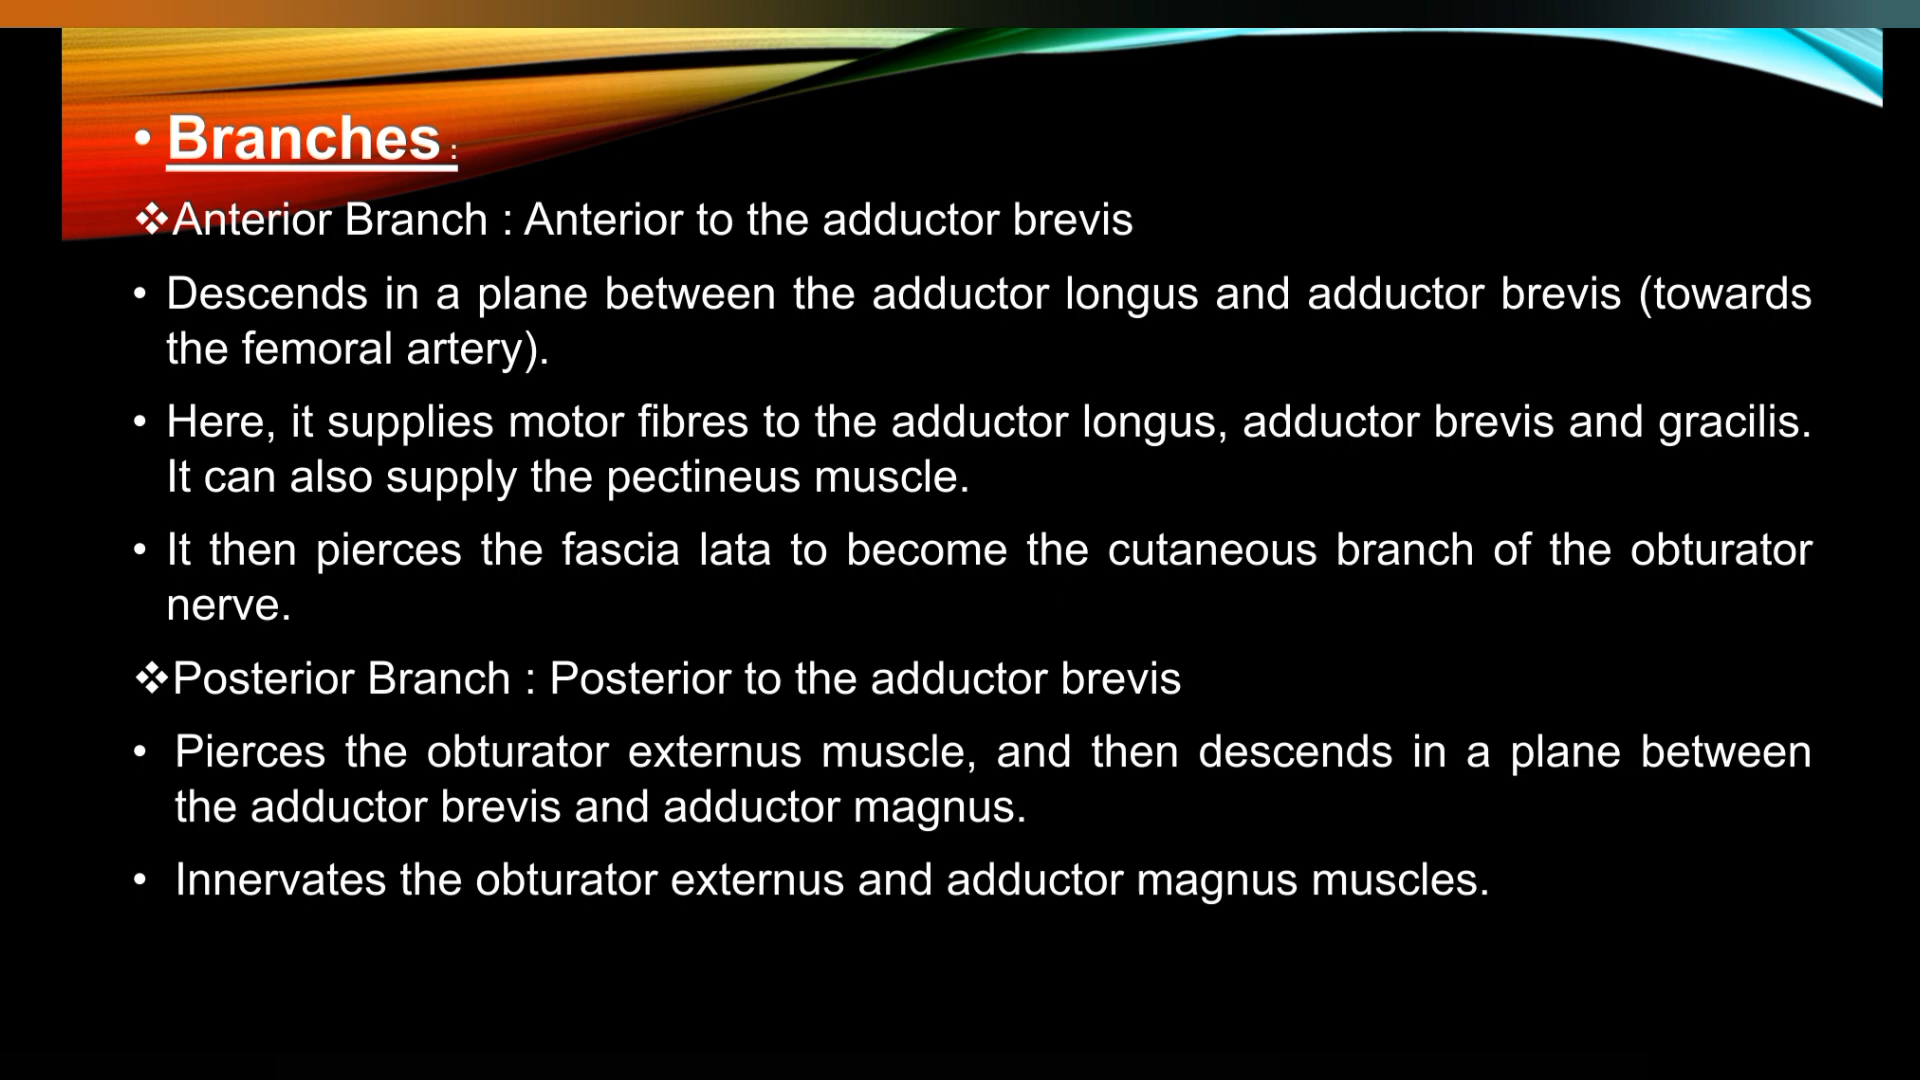 • Branches :
❖Anterior Branch : Anterior to the adductor brevis
• Descends in a plane between the adductor longus and adductor brevis (towards
the femoral artery).
• Here, it supplies motor fibres to the adductor longus, adductor brevis and gracilis.
It can also supply the pectineus muscle.
• It then pierces the fascia lata to become the cutaneous branch of the obturator
nerve.
❖Posterior Branch : Posterior to the adductor brevis
• Pierces the obturator externus muscle, and then descends in a plane between
the adductor brevis and adductor magnus.
• Innervates the obturator externus and adductor magnus muscles.